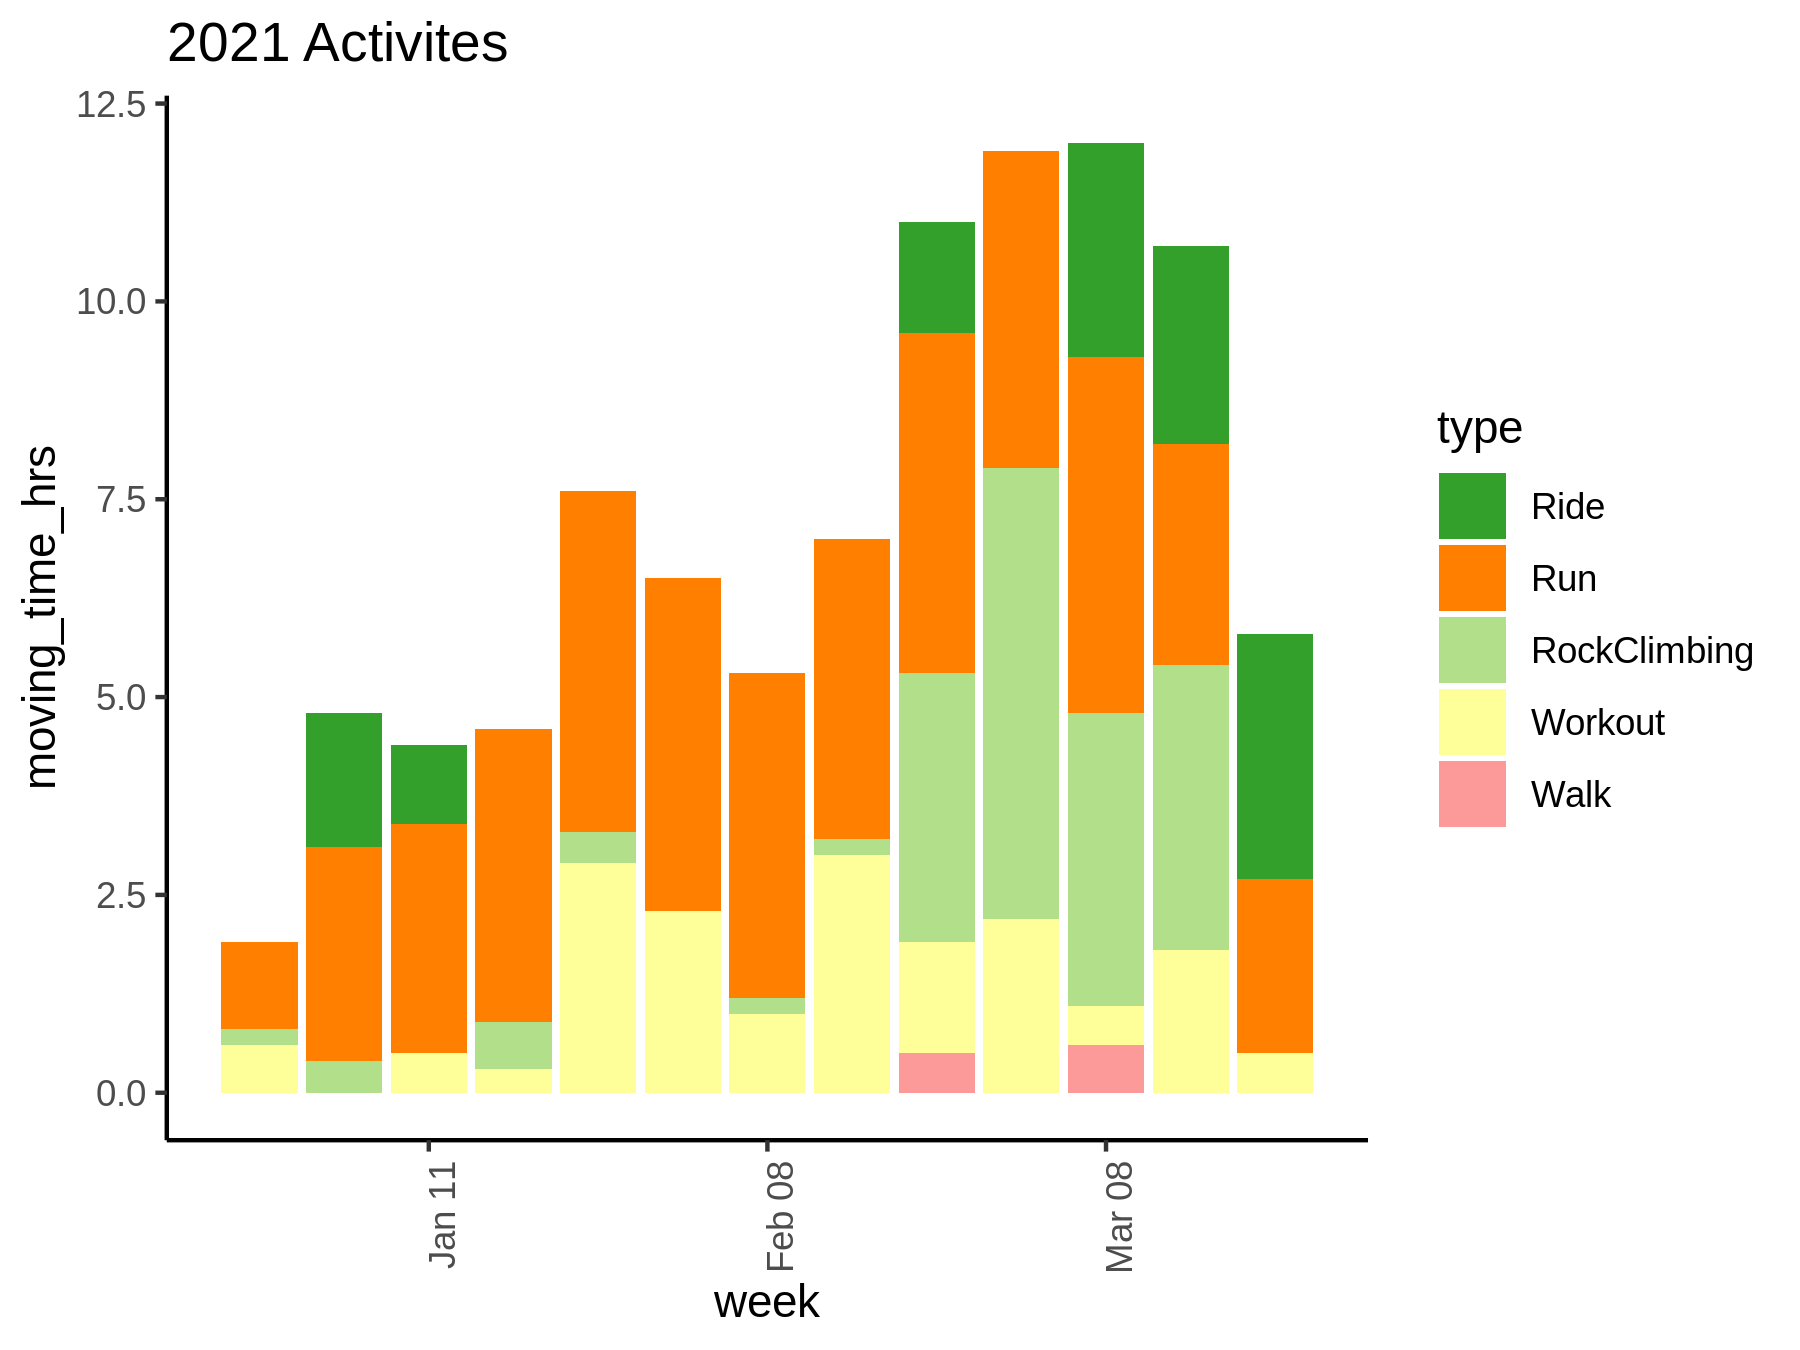 2021 Activites
12.5
10.0
7.5
5.0
2.5
0.0
moving_time_hrs
Jan 11
Feb 08
Mar 08
week
type
Ride
Run
RockClimbing
Workout
Walk